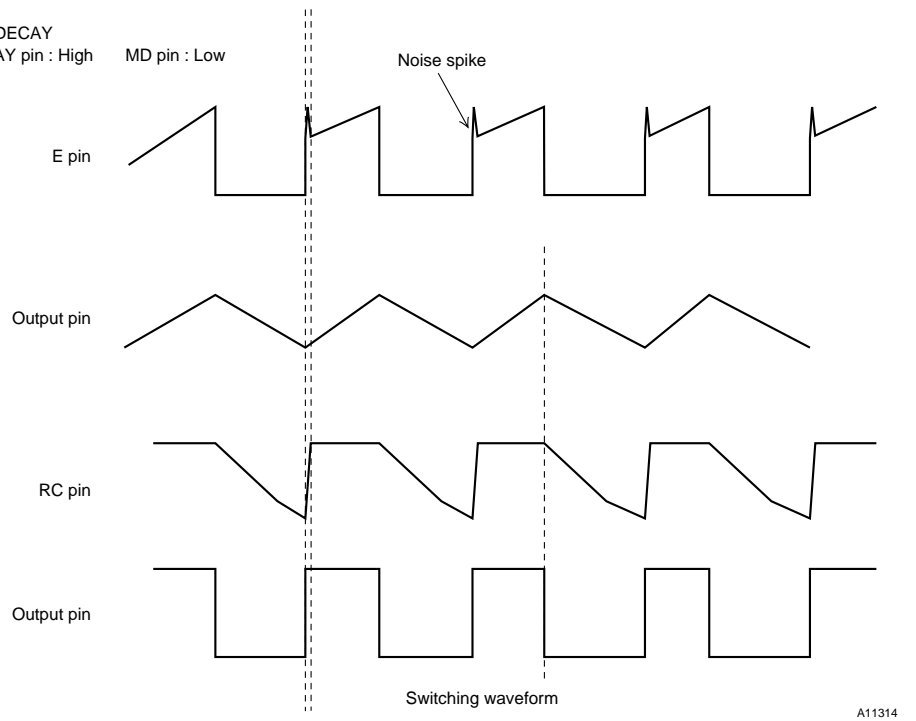 DECAY
AY pin : High MD pin : Low
Noise spike
E pin
Output pin
RC pin
Output pin
Switching waveform
A11314